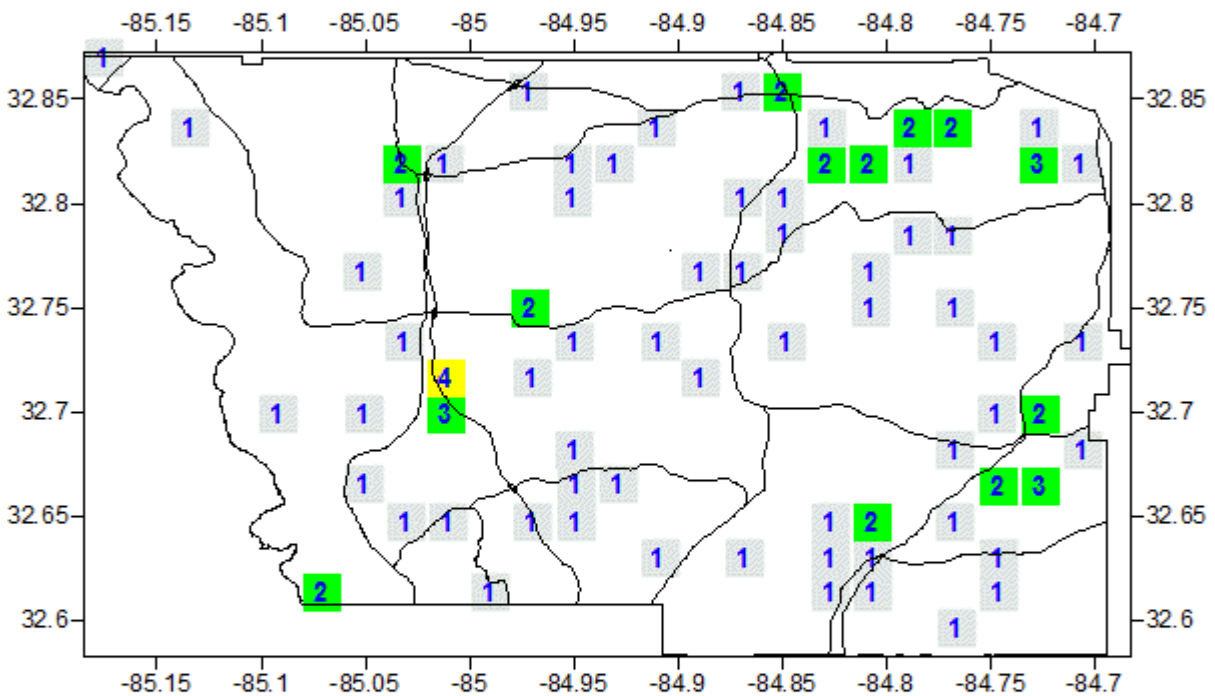 -85.15 -85.1 -85.05 -85 -84.95 -84.9 -84.85 -84.8 -84.75 -84.7
1
32.85 1 1 2 32.85
1 1 1 2 2 1
2 1 1 1 2 2 1 3 1
32.8 1 1 1 1 32.8
1 1 1
1 1 1 1
32.75 2 1 1 32.75
1 1 1 1 1 1
4 1 1
32.7 1 1 3 1 2 32.7
1 1 1
1 1 1 2 3
32.65 1 1 1 1 1 2 1 32.65
1 1 1 1 1
2 1 1 1 1
32.6 1 32.6
-85.15 -85.1 -85.05 -85 -84.95 -84.9 -84.85 -84.8 -84.75 -84.7